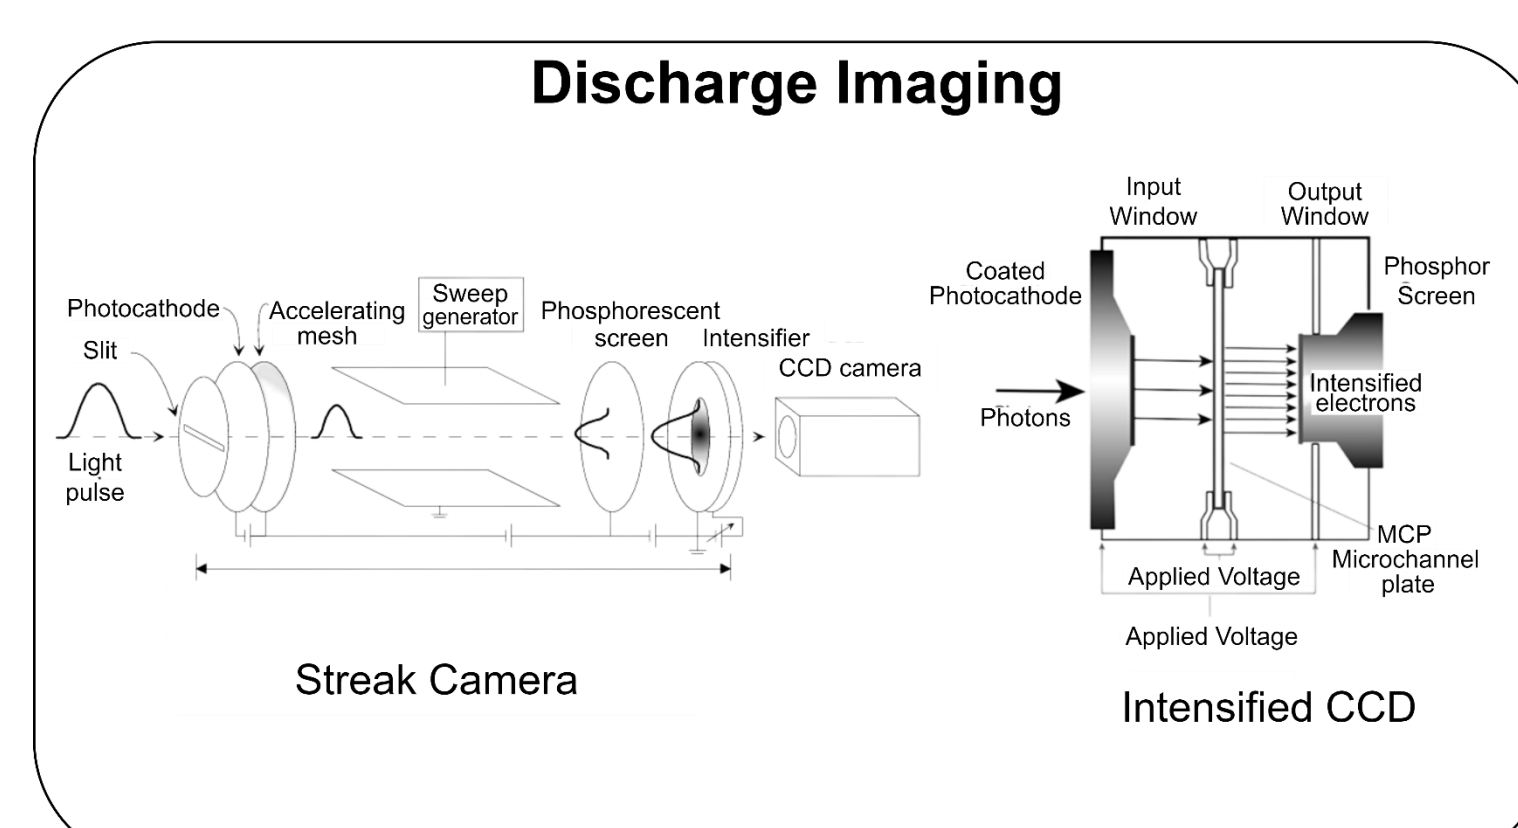 Discharge Imaging
Photocathode
Accelerating
mesh
Sweep
generator
Phosphorescent
screen
Intensifier
Slit
CCD camera
Light
pulse
Streak Camera
Input
Window
Output
Window
Coated
Photocathode
Phosphor
Screen
Photons
Intensified
electrons
MCP
Microchannel
plate
Applied Voltage
Applied Voltage
Intensified CCD